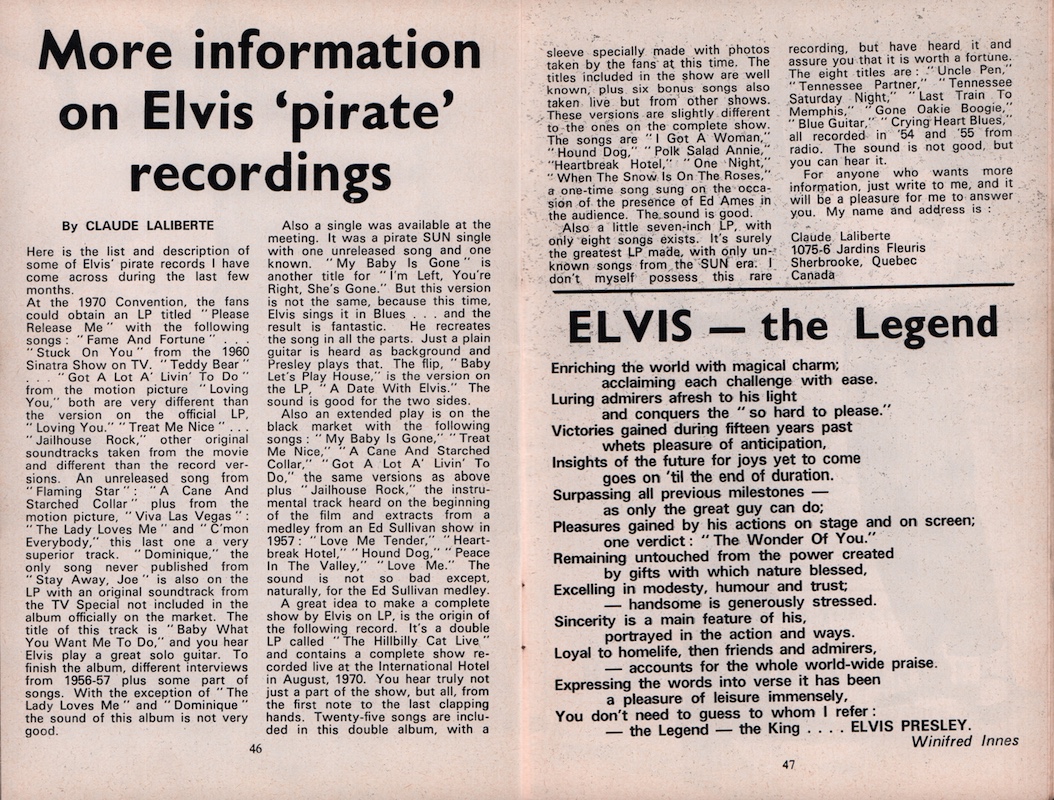 More information
on Elvis ‘pirate’
recordings
By CLAUDE LALIBERTE
Here is the list and description of
some of Elvis' pirate records I have
come across during the last few
months.
At the 1970 Convention, the fans
could obtain an LP titled “Please
Release Me” with the following
songs: “Fame And Fortune” . . .
“Stuck On You” from the 1960
Sinatra Show on TV. “Teddy Bear”
. . . “Got A Lot A' Livin' To Do”
from the motion picture “Loving
You,” both are very different than
the version on the official LP,
“Loving You.” “Treat Me Nice” . . .
“Jailhouse Rock,” other original
soundtracks taken from the movie
and different than the record ver-
sions. An unreleased song from
“Flaming Star”: “A Cane And
Starched Collar” plus from the
motion picture, “Viva Las Vegas”:
“The Lady Loves Me” and “C'mon
Everybody,” this last one a very
superior track. “Dominique,” the
only song never published from
“Stay Away, Joe” is also on the
LP with an original soundtrack from
the TV Special not included in the
album officially on the market. The
title of this track is “Baby What
You Want Me To Do,” and you hear
Elvis play a great solo guitar. To
finish the album, different interviews
from 1956-57 plus some part of
songs. With the exception of “The
Lady Loves Me” and “Dominique”
the sound of this album is not very
good.
Also a single was available at the
meeting. It was a pirate SUN single
with one unreleased song and one
known. “My Baby Is Gone” is
another title for “I'm Left, You're
Right, She's Gone.” But this version
is not the same, because this time,
Elvis sings it in Blues . . . and the
result is fantastic. He recreates
the song in all the parts. Just a plain
guitar is heard as background and
Presley plays that. The flip, “Baby
Let's Play House,” is the version on
the LP, “A Date With Elvis.” The
sound is good for the two sides.
Also an extended play is on the
black market with the following
songs: “My Baby Is Gone,” “Treat
Me Nice,” “A Cane And Starched
Collar,” “Got A Lot A' Livin' To
Do,” the same versions as above
plus “Jailhouse Rock,” the instru-
mental track heard on the beginning
of the film and extracts from a
medley from an Ed Sullivan show in
1957: “Love Me Tender,” “Heart-
break Hotel,” “Hound Dog,” “Peace
In The Valley,” “Love Me.” The
sound is not so bad except,
naturally, for the Ed Sullivan medley.
A great idea to make a complete
show by Elvis on LP, is the origin of
the following record. It's a double
LP called “The Hillbilly Cat Live”
and contains a complete show re-
corded live at the International Hotel
in August, 1970. You hear truly not
just a part of the show, but all, from
the first note to the last clapping
hands. Twenty-five songs are inclu-
ded in this double album, with a
46
sleeve specially made with photos
taken by the fans at this time. The
titles included in the show are well
known, plus six bonus songs also
taken live but from other shows.
These versions are slightly different
to the ones on the complete show.
The songs are “I Got A Woman,”
“Hound Dog,” “Polk Salad Annie,”
“Heartbreak Hotel,” “One Night,”
“When The Snow Is On The Roses,”
a one-time song sung on the occa-
sion of the presence of Ed Ames in
the audience. The sound is good.
Also a little seven-inch LP, with
only eight songs exists. It's surely
the greatest LP made, with only un-
known songs from the SUN era. I
don't myself possess this rare
recording, but have heard it and
assure you that it is worth a fortune.
The eight titles are: “Uncle Pen,”
“Tennessee Partner,” “Tennessee
Saturday Night,” “Last Train To
Memphis,” “Gone Oakie Boogie,”
“Blue Guitar,” “Crying Heart Blues,”
all recorded in '54 and '55 from
radio. The sound is not good, but
you can hear it.
For anyone who wants more
information, just write to me, and it
will be a pleasure for me to answer
you. My name and address is:
Claude Laliberte
1075-6 Jardins Fleuris
Sherbrooke, Quebec
Canada
ELVIS — the Legend
Enriching the world with magical charm;
acclaiming each challenge with ease.
Luring admirers afresh to his light
and conquers the “so hard to please.”
Victories gained during fifteen years past
whets pleasure of anticipation,
Insights of the future for joys yet to come
goes on 'til the end of duration.
Surpassing all previous milestones —
as only the great guy can do;
Pleasures gained by his actions on stage and on screen;
one verdict: “The Wonder Of You.”
Remaining untouched from the power created
by gifts with which nature blessed,
Excelling in modesty, humour and trust;
— handsome is generously stressed.
Sincerity is a main feature of his,
portrayed in the action and ways.
Loyal to homelife, then friends and admirers,
— accounts for the whole world-wide praise.
Expressing the words into verse it has been
a pleasure of leisure immensely,
You don't need to guess to whom I refer:
— the Legend — the King . . . . ELVIS PRESLEY.
Winifred Innes
47